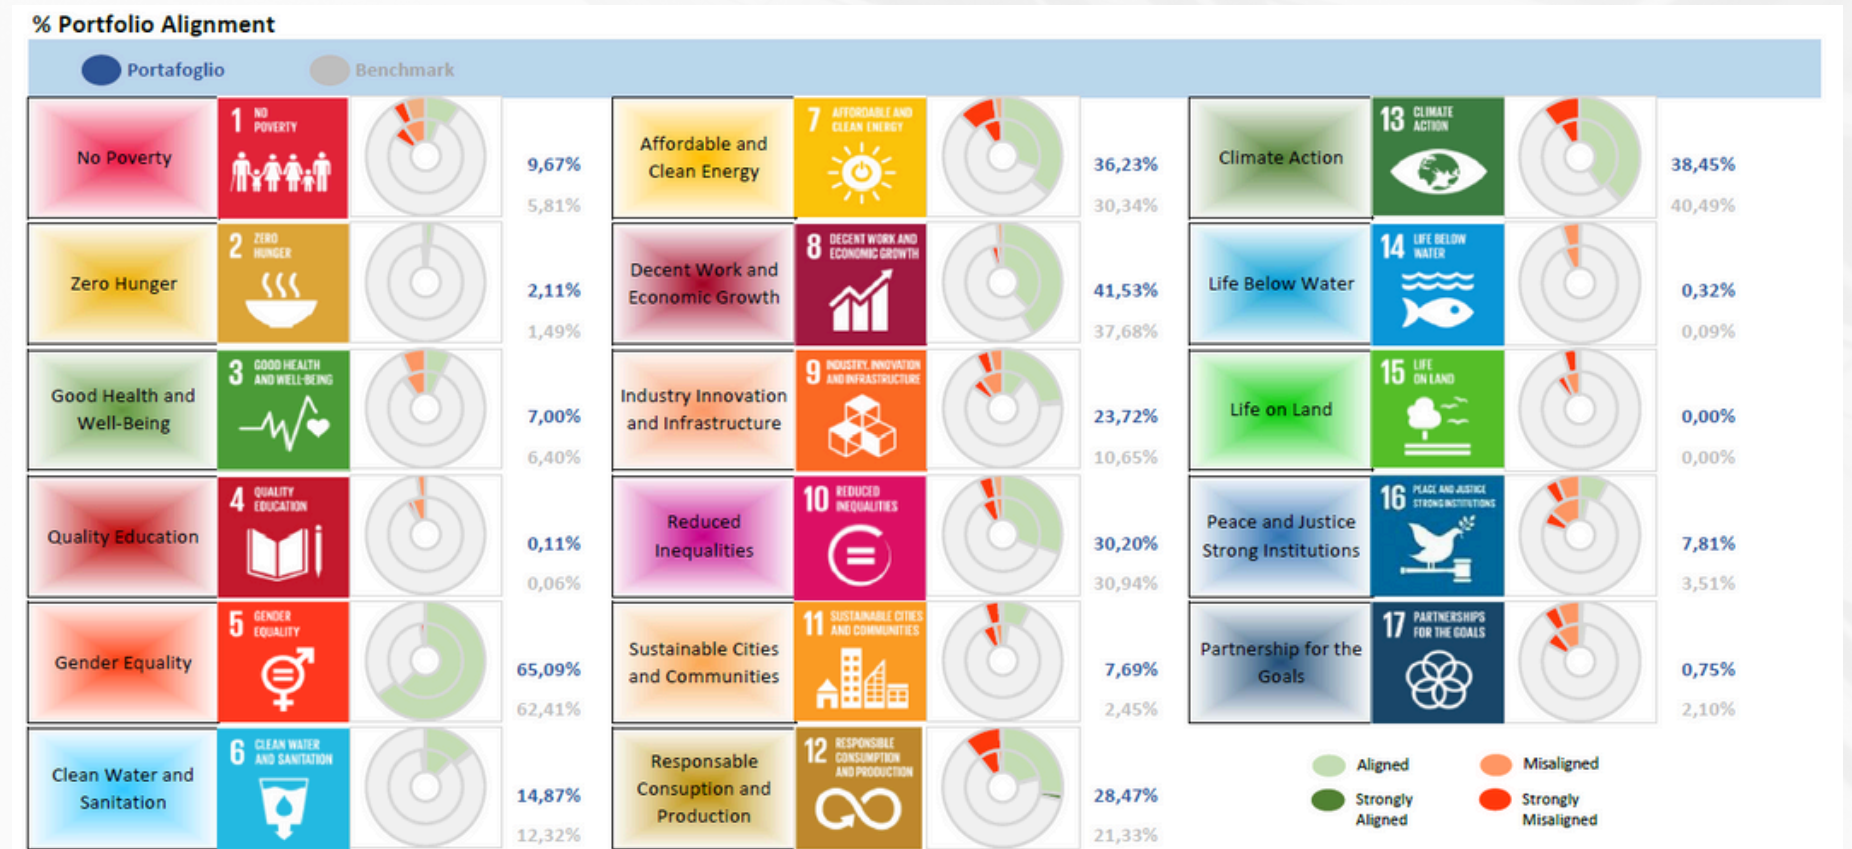 % Portfolio Alignment
Portafoglio
Benchmark
No Poverty
1 NO
POVERTY
9,67%
5,81%
Zero Hunger
2 ZERO
HUNGER
2,11%
1,49%
Good Health and
Well-Being
3 GOOD HEALTH
AND WELL-BEING
7,00%
6,40%
Quality Education
4 QUALITY
EDUCATION
0,11%
0,06%
Gender Equality
5 GENDER
EQUALITY
65,09%
62,41%
Clean Water and
Sanitation
6 CLEAN WATER
AND SANITATION
14,87%
12,32%
Affordable and
Clean Energy
7 AFFORDABLE AND
CLEAN ENERGY
36,23%
30,34%
Decent Work and
Economic Growth
8 DECENT WORK AND
ECONOMIC GROWTH
41,53%
37,68%
Industry Innovation
and Infrastructure
9 INDUSTRY, INNOVATION
AND INFRASTRUCTURE
23,72%
10,65%
Reduced
Inequalities
10 REDUCED
INEQUALITIES
30,20%
30,94%
Sustainable Cities
and Communities
11 SUSTAINABLE CITIES
AND COMMUNITIES
7,69%
2,45%
Responsable
Consuption and
Production
12 RESPONSIBLE
CONSUMPTION
AND PRODUCTION
28,47%
21,33%
Climate Action
13 CLIMATE
ACTION
38,45%
40,49%
Life Below Water
14 LIFE BELOW
WATER
0,32%
0,09%
Life on Land
15 LIFE
ON LAND
0,00%
0,00%
Peace and Justice
Strong Institutions
16 PEACE AND JUSTICE
STRONG INSTITUTIONS
7,81%
3,51%
Partnership for the
Goals
17 PARTNERSHIPS
FOR THE GOALS
0,75%
2,10%
Aligned
Misaligned
Strongly
Aligned
Strongly
Misaligned